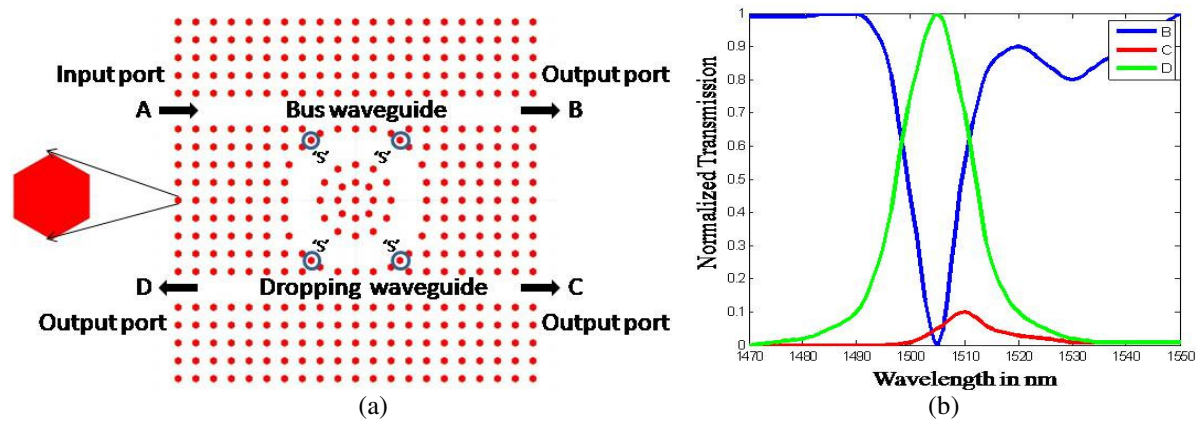 Input port
Output port
A
Bus waveguide
B
"S"
"S"
"S"
"S"
D
Dropping waveguide
C
Output port
Output port
(a)
Normalized Transmission
1
0.9
0.8
0.7
0.6
0.5
0.4
0.3
0.2
0.1
0
1470
1480
1490
1500
1510
1520
1530
1540
1550
Wavelength in nm
B
C
D
(b)